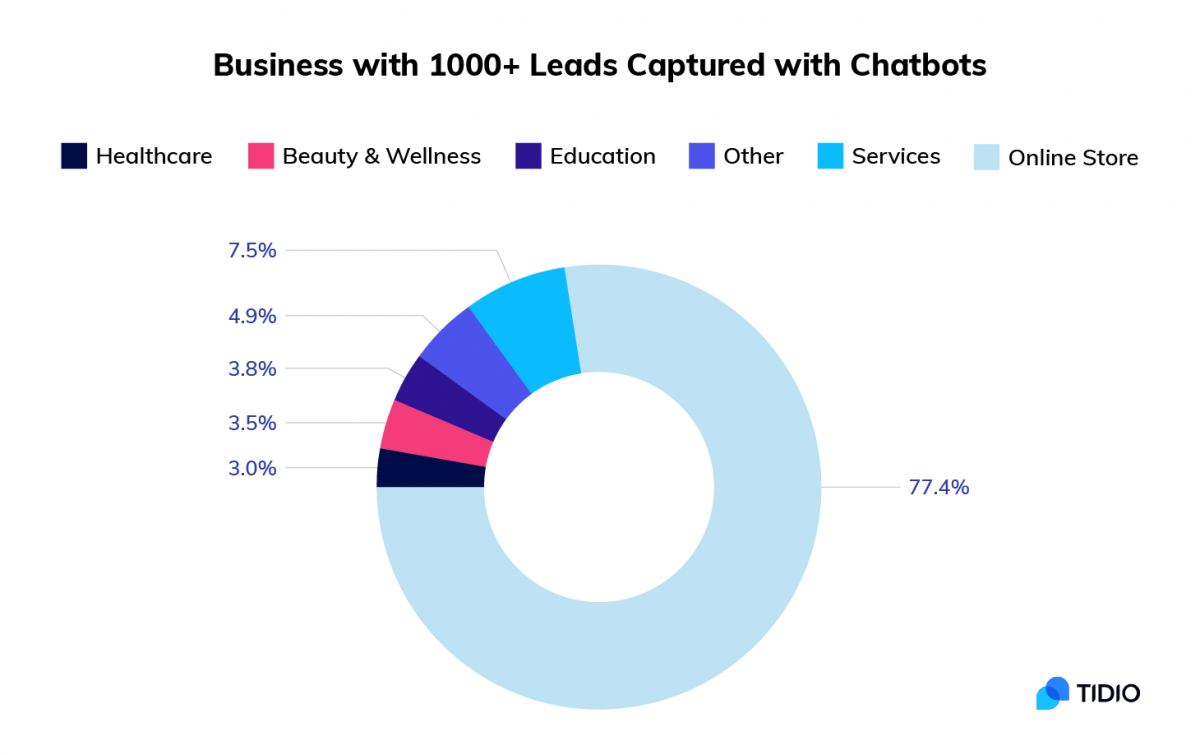 Business with 1000+ Leads Captured with Chatbots
Healthcare Beauty & Wellness Education Other Services Online Store
7.5%
4.9%
3.8%
3.5%
3.0%
77.4%
TIDIO